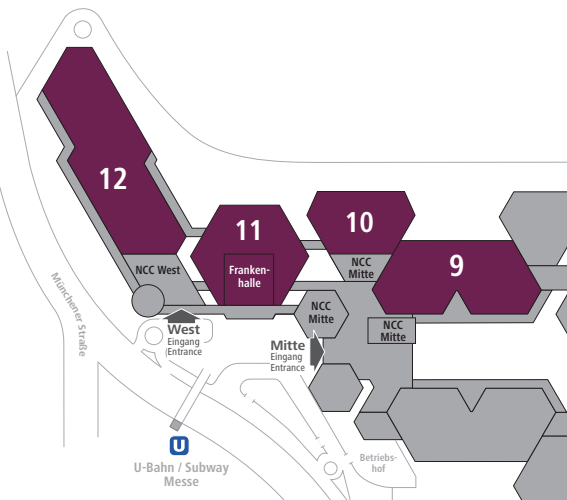 12
11
10
9
NCC West
Franken-
halle
NCC
Mitte
NCC
Mitte
NCC
Mitte
West
Eingang
Entrance
Mitte
Eingang
Entrance
Münchener Straße
U
U-Bahn / Subway
Messe
Betriebs-
hof